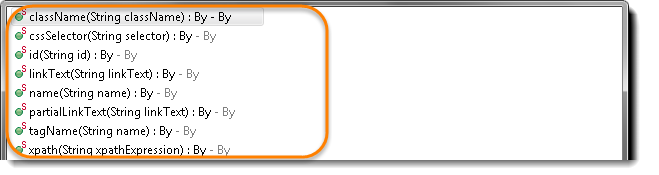 S className(String className) : By - By
S cssSelector(String selector) : By - By
S id(String id) : By - By
S linkText(String linkText) : By - By
S name(String name) : By - By
S partialLinkText(String linkText) : By - By
S tagName(String name) : By - By
S xpath(String xpathExpression) : By - By